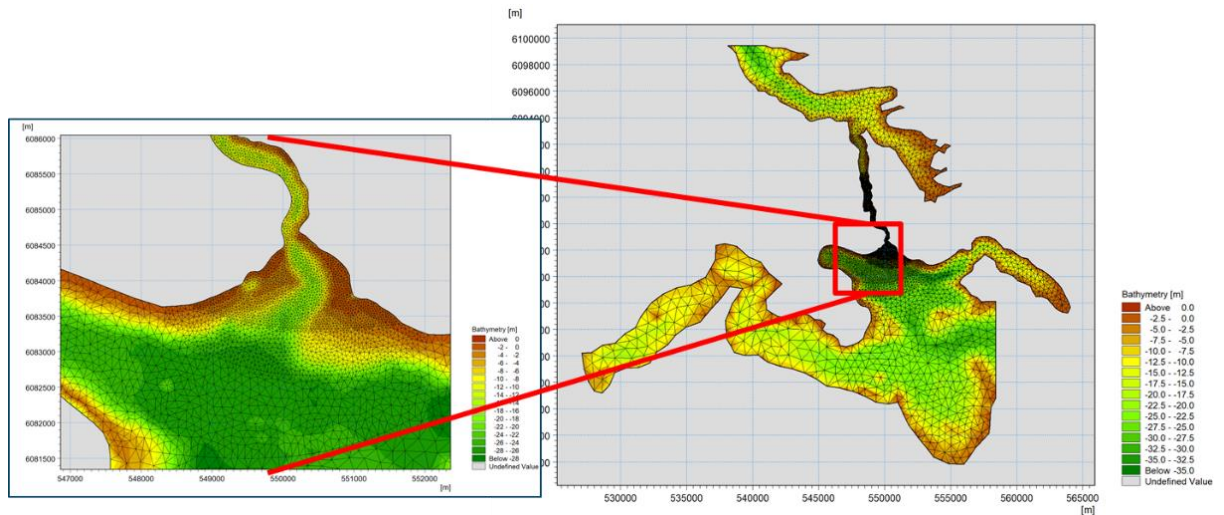 [m]
6086000
6085500
6085000
6084500
6084000
6083500
6083000
6082500
6082000
6081500
547000 548000 549000 550000 551000 552000
[m]
Bathymetry [m]
Above 0
-2 - 0
-4 - -2
-6 - -4
-8 - -6
-10 - -8
-12 - -10
-14 - -12
-16 - -14
-18 - -16
-20 - -18
-22 - -20
-24 - -22
-26 - -24
-28 - -26
Below -28
Undefined Value
[m]
6100000
6098000
6096000
6094000
530000 535000 540000 545000 550000 555000 560000 565000
[m]
Bathymetry [m]
Above 0.0
-2.5 - 0.0
-5.0 - -2.5
-7.5 - -5.0
-10.0 - -7.5
-12.5 - -10.0
-15.0 - -12.5
-17.5 - -15.0
-20.0 - -17.5
-22.5 - -20.0
-25.0 - -22.5
-27.5 - -25.0
-30.0 - -27.5
-32.5 - -30.0
-35.0 - -32.5
Below -35.0
Undefined Value